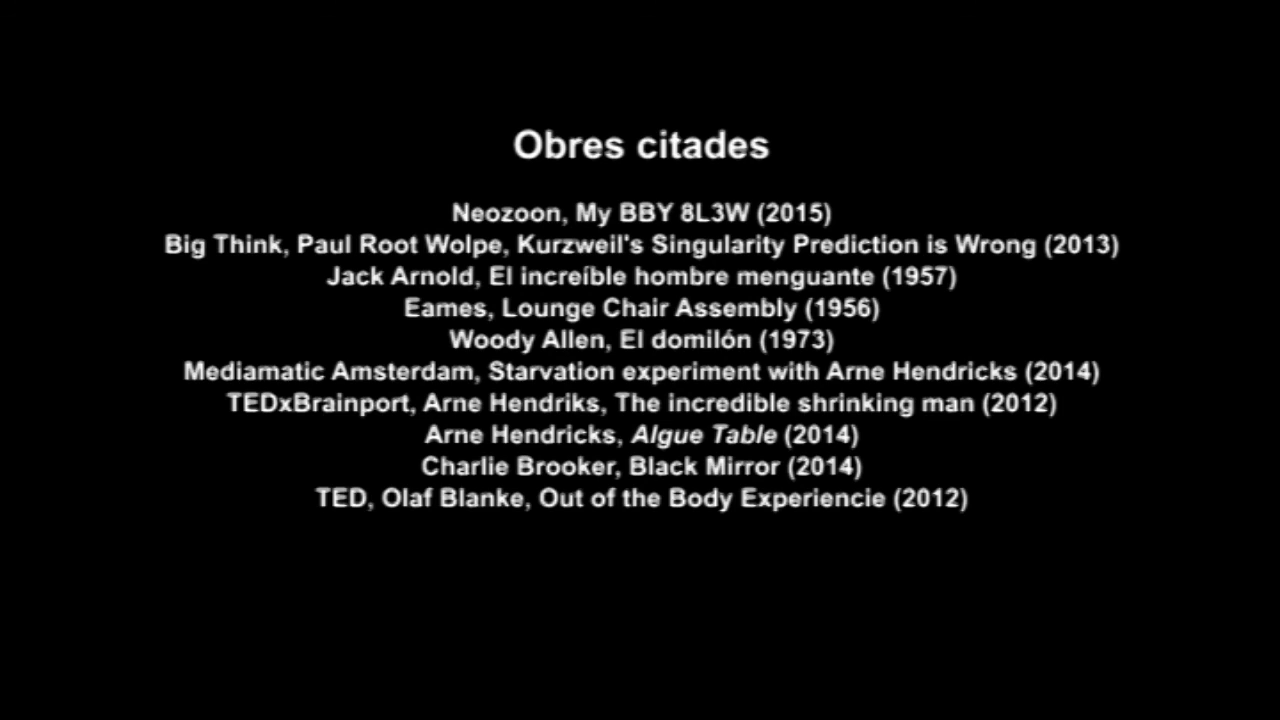 Obres citades
Neozoon, My BBY 8L3W (2015)
Big Think, Paul Root Wolpe, Kurzweil's Singularity Prediction is Wrong (2013)
Jack Arnold, El increíble hombre menguante (1957)
Eames, Lounge Chair Assembly (1956)
Woody Allen, El domilón (1973)
Mediamatic Amsterdam, Starvation experiment with Arne Hendricks (2014)
TEDxBrainport, Arne Hendriks, The incredible shrinking man (2012)
Arne Hendricks, Algue Table (2014)
Charlie Brooker, Black Mirror (2014)
TED, Olaf Blanke, Out of the Body Experiencie (2012)